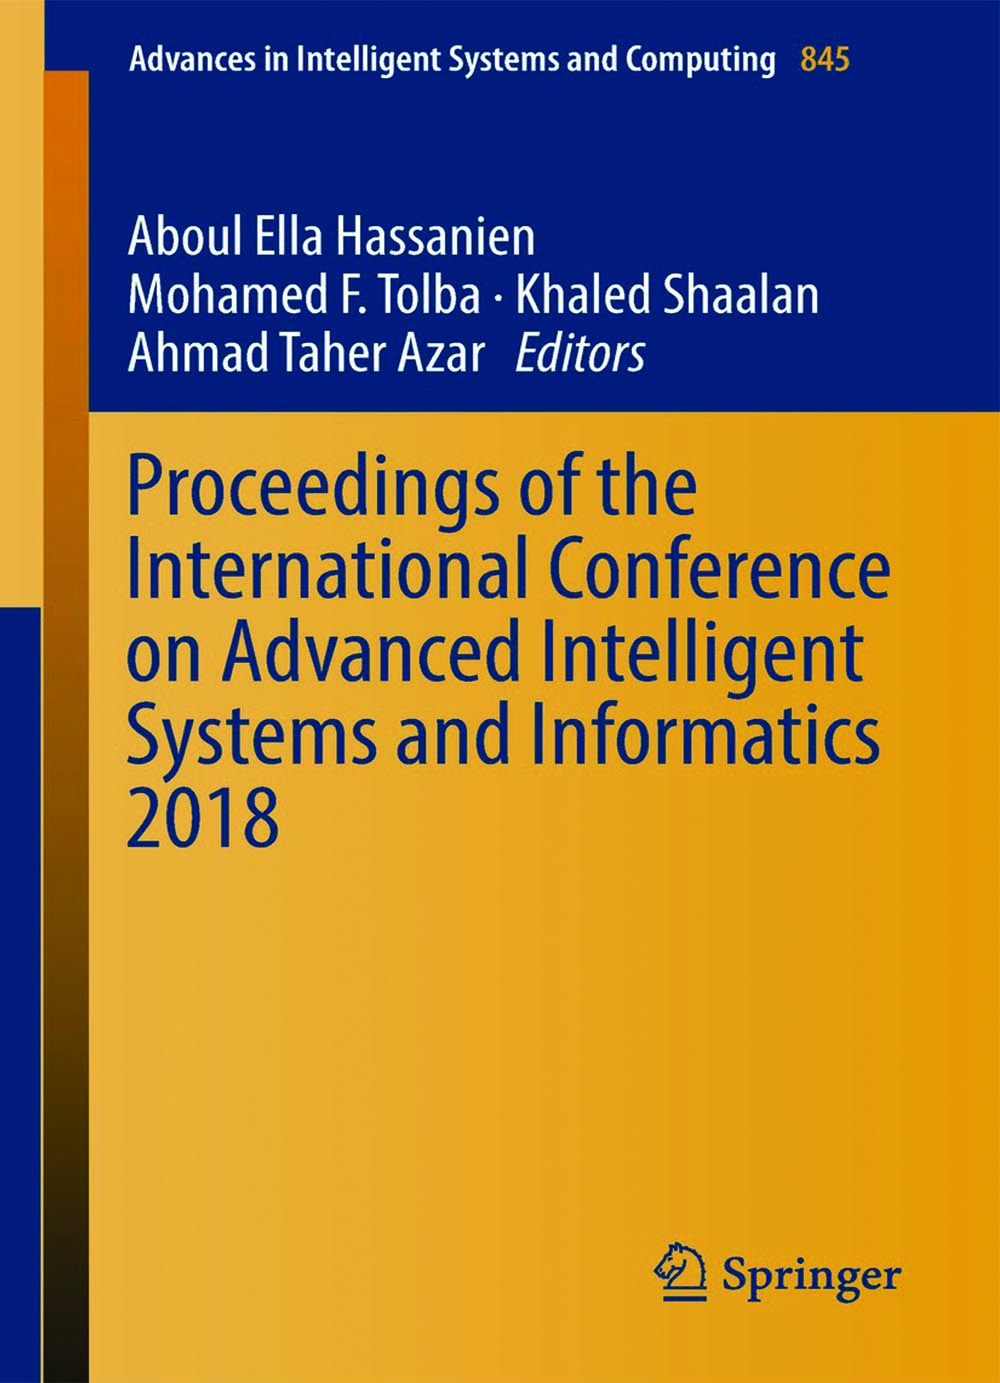 Advances in Intelligent Systems and Computing 845
Aboul Ella Hassanien
Mohamed F. Tolba · Khaled Shaalan
Ahmad Taher Azar Editors
Proceedings of the
International Conference
on Advanced Intelligent
Systems and Informatics
2018
Springer